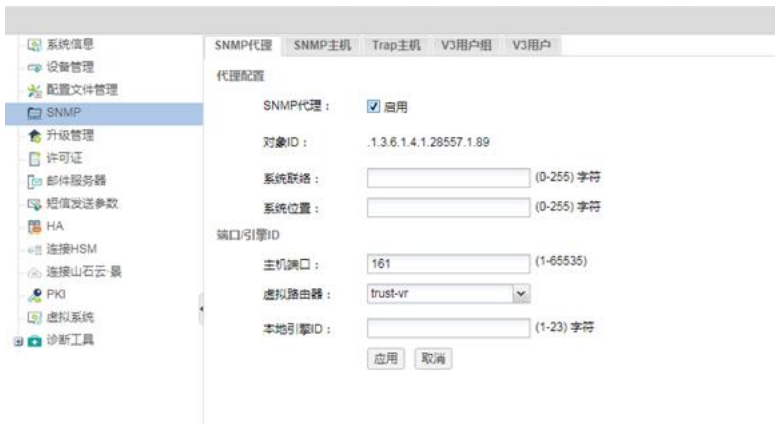 系统信息
设备管理
配置文件管理
SNMP
升级管理
许可证
邮件服务器
短信发送参数
HA
连接HSM
连接山石云·景
PKI
虚拟系统
诊断工具
SNMP代理 SNMP主机 Trap主机 V3用户组 V3用户
代理配置
SNMP代理： 启用
对象ID： .1.3.6.1.4.1.28557.1.89
系统联络： (0-255) 字符
系统位置： (0-255) 字符
端口/引擎ID
主机端口： 161 (1-65535)
虚拟路由器： trust-vr
本地引擎ID： (1-23) 字符
应用 取消